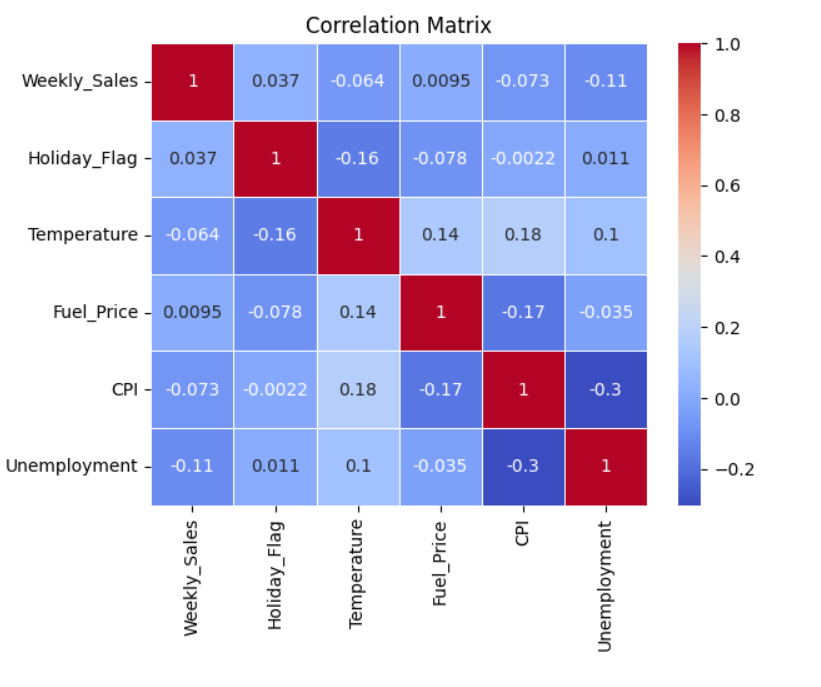 Correlation Matrix
Weekly_Sales 1 0.037 -0.064 0.0095 -0.073 -0.11
Holiday_Flag 0.037 1 -0.16 -0.078 -0.0022 0.011
Temperature -0.064 -0.16 1 0.14 0.18 0.1
Fuel_Price 0.0095 -0.078 0.14 1 -0.17 -0.035
CPI -0.073 -0.0022 0.18 -0.17 1 -0.3
Unemployment -0.11 0.011 0.1 -0.035 -0.3 1
Weekly_Sales Holiday_Flag Temperature Fuel_Price CPI Unemployment
1.0
0.8
0.6
0.4
0.2
0.0
−0.2